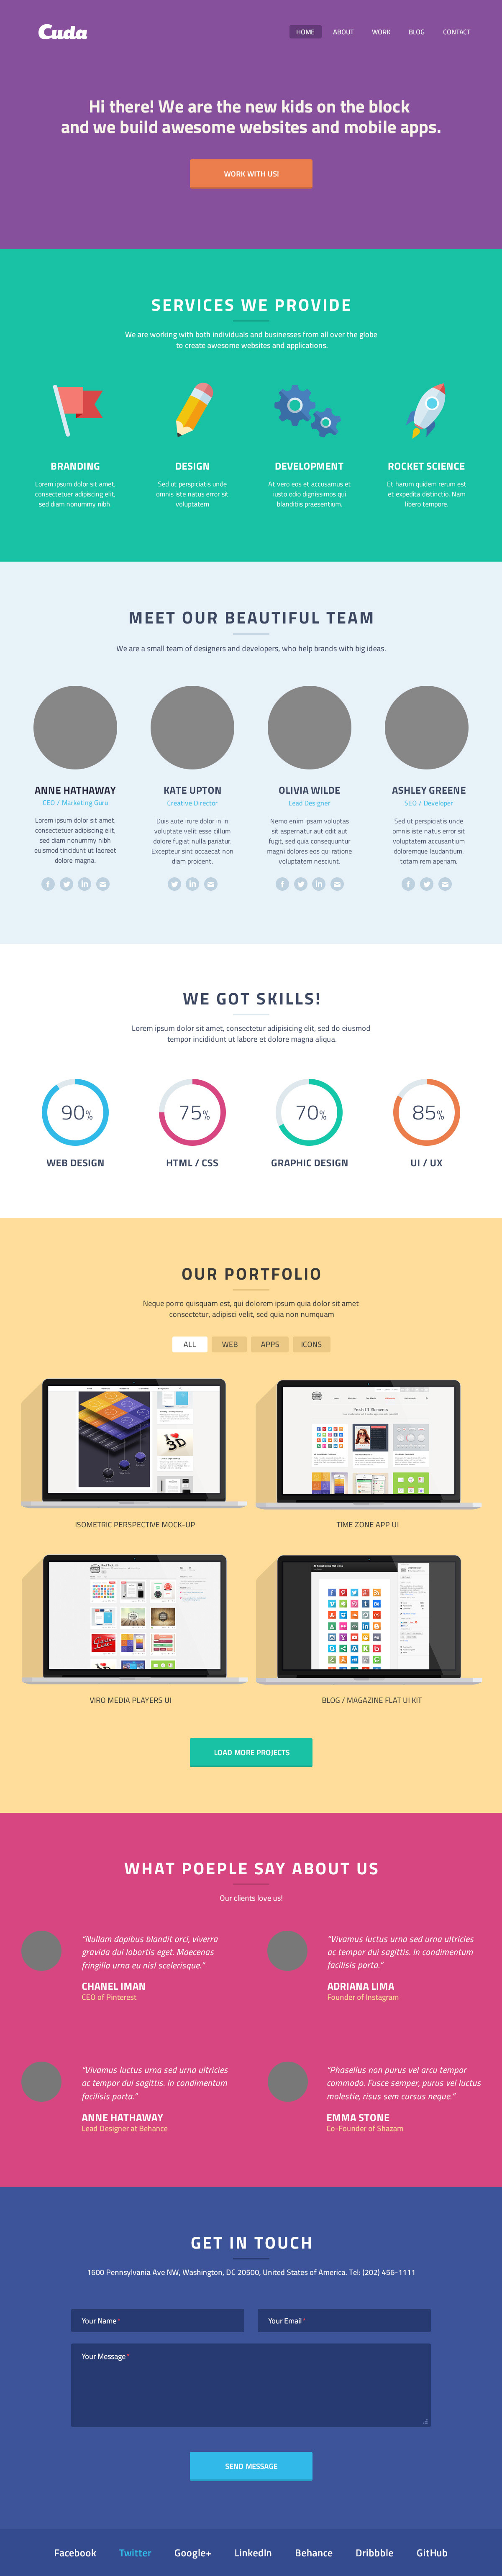 Cuda
HOME ABOUT WORK BLOG CONTACT
Hi there! We are the new kids on the block
and we build awesome websites and mobile apps.
WORK WITH US!
SERVICES WE PROVIDE
We are working with both individuals and businesses from all over the globe
to create awesome websites and applications.
BRANDING
Lorem ipsum dolor sit amet,
consectetuer adipiscing elit,
sed diam nonummy nibh.
DESIGN
Sed ut perspiciatis unde
omnis iste natus error sit
voluptatem
DEVELOPMENT
At vero eos et accusamus et
iusto odio dignissimos qui
blanditiis praesentium.
ROCKET SCIENCE
Et harum quidem rerum est
et expedita distinctio. Nam
libero tempore.
MEET OUR BEAUTIFUL TEAM
We are a small team of designers and developers, who help brands with big ideas.
ANNE HATHAWAY
CEO / Marketing Guru
Lorem ipsum dolor sit amet,
consectetuer adipiscing elit,
sed diam nonummy nibh
euismod tincidunt ut laoreet
dolore magna.
KATE UPTON
Creative Director
Duis aute irure dolor in in
voluptate velit esse cillum
dolore fugiat nulla pariatur.
Excepteur sint occaecat non
diam proident.
OLIVIA WILDE
Lead Designer
Nemo enim ipsam voluptas
sit aspernatur aut odit aut
fugit, sed quia consequuntur
magni dolores eos qui ratione
voluptatem nesciunt.
ASHLEY GREENE
SEO / Developer
Sed ut perspiciatis unde
omnis iste natus error sit
voluptatem accusantium
doloremque laudantium,
totam rem aperiam.
WE GOT SKILLS!
Lorem ipsum dolor sit amet, consectetur adipisicing elit, sed do eiusmod
tempor incididunt ut labore et dolore magna aliqua.
90%
WEB DESIGN
75%
HTML / CSS
70%
GRAPHIC DESIGN
85%
UI / UX
OUR PORTFOLIO
Neque porro quisquam est, qui dolorem ipsum quia dolor sit amet
consectetur, adipisci velit, sed quia non numquam
ALL WEB APPS ICONS
I
3D
Fresh UI Elements
ISOMETRIC PERSPECTIVE MOCK-UP
TIME ZONE APP UI
VIRO MEDIA PLAYERS UI
BLOG / MAGAZINE FLAT UI KIT
LOAD MORE PROJECTS
WHAT POEPLE SAY ABOUT US
Our clients love us!
“Nullam dapibus blandit orci, viverra
gravida dui lobortis eget. Maecenas
fringilla urna eu nisl scelerisque.”
CHANEL IMAN
CEO of Pinterest
“Vivamus luctus urna sed urna ultricies
ac tempor dui sagittis. In condimentum
facilisis porta.”
ADRIANA LIMA
Founder of Instagram
“Vivamus luctus urna sed urna ultricies
ac tempor dui sagittis. In condimentum
facilisis porta.”
ANNE HATHAWAY
Lead Designer at Behance
“Phasellus non purus vel arcu tempor
commodo. Fusce semper, purus vel luctus
molestie, risus sem cursus neque.”
EMMA STONE
Co-Founder of Shazam
GET IN TOUCH
1600 Pennsylvania Ave NW, Washington, DC 20500, United States of America. Tel: (202) 456-1111
Your Name *
Your Email *
Your Message *
SEND MESSAGE
Facebook Twitter Google+ LinkedIn Behance Dribbble GitHub